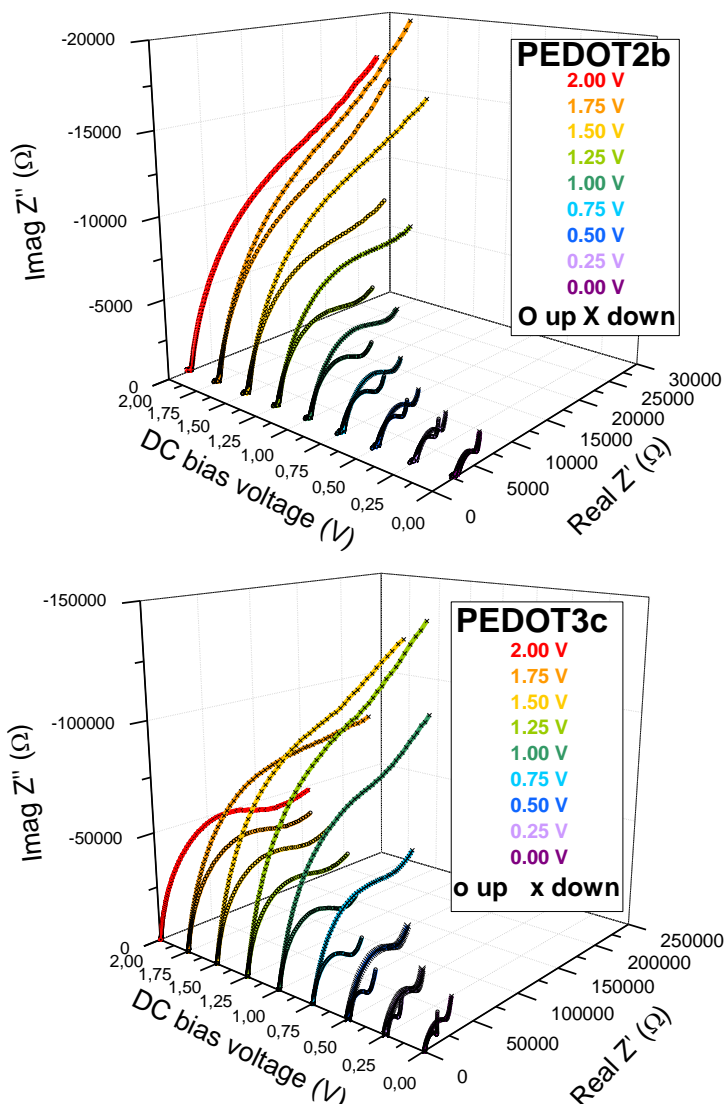 -20000
-15000
-10000
-5000
0
Imag Z'' (Ω)
PEDOT2b
2.00 V
1.75 V
1.50 V
1.25 V
1.00 V
0.75 V
0.50 V
0.25 V
0.00 V
O up X down
2,00
1,75
1,50
1,25
1,00
0,75
0,50
0,25
0,00
DC bias voltage (V)
0
5000
10000
15000
20000
25000
30000
Real Z' (Ω)
-150000
-100000
-50000
0
Imag Z'' (Ω)
PEDOT3c
2.00 V
1.75 V
1.50 V
1.25 V
1.00 V
0.75 V
0.50 V
0.25 V
0.00 V
o up x down
2,00
1,75
1,50
1,25
1,00
0,75
0,50
0,25
0,00
DC bias voltage (V)
0
50000
100000
150000
200000
250000
Real Z' (Ω)